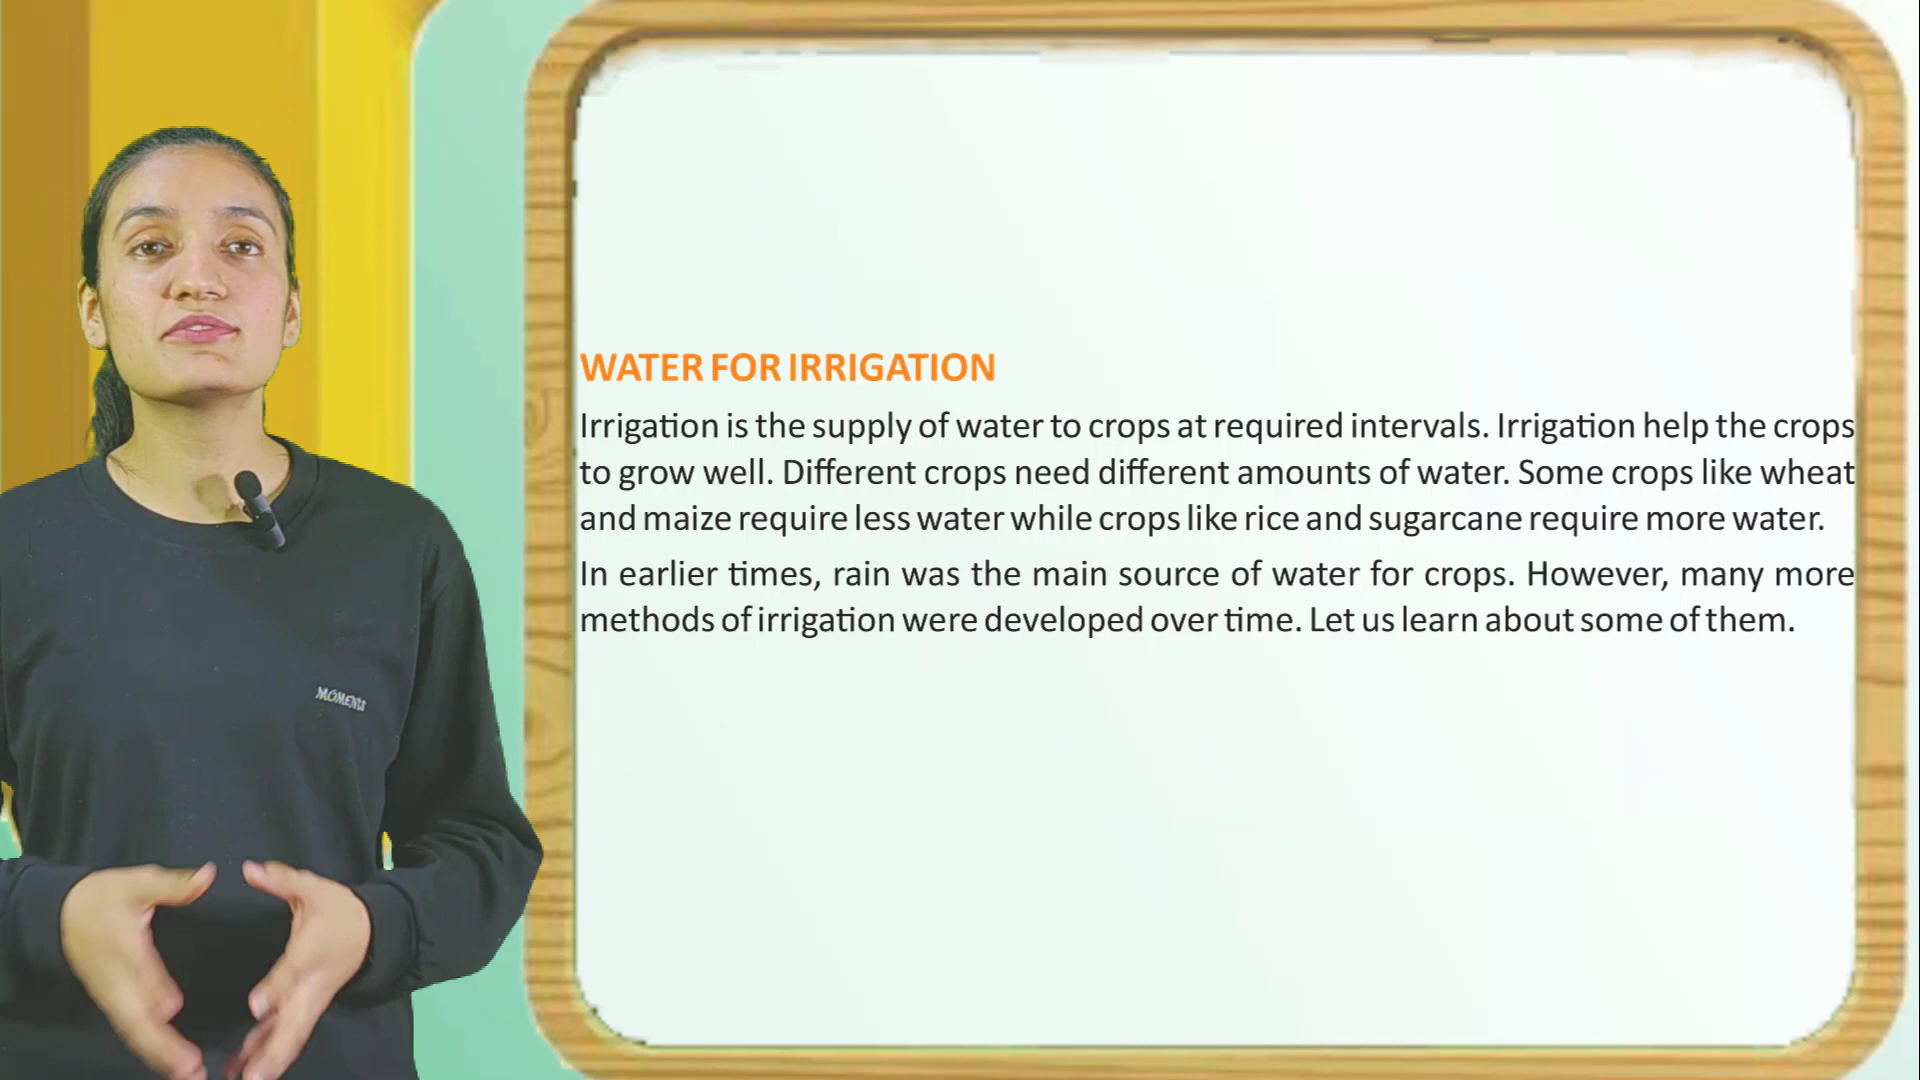 WATER FOR IRRIGATION
Irrigation is the supply of water to crops at required intervals. Irrigation help the crops
to grow well. Different crops need different amounts of water. Some crops like wheat
and maize require less water while crops like rice and sugarcane require more water.
In earlier times, rain was the main source of water for crops. However, many more
methods of irrigation were developed over time. Let us learn about some of them.
MOMENTS